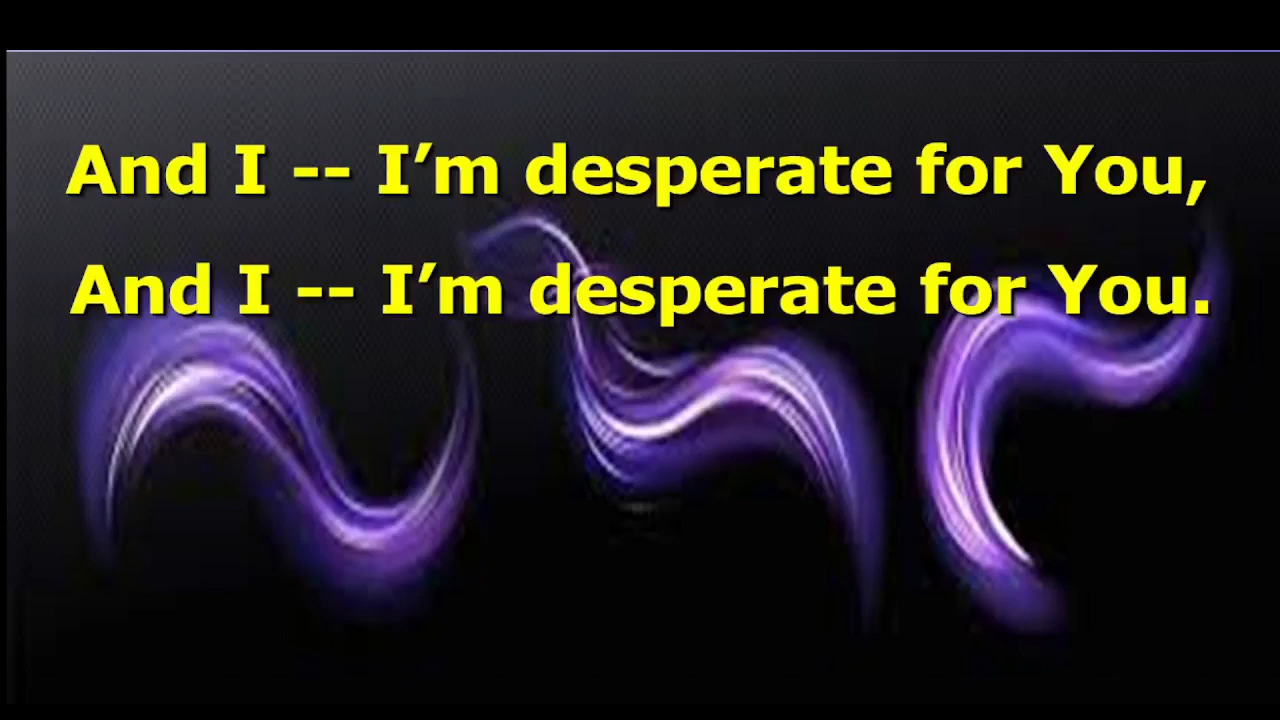 And I -- I’m desperate for You,
And I -- I’m desperate for You.